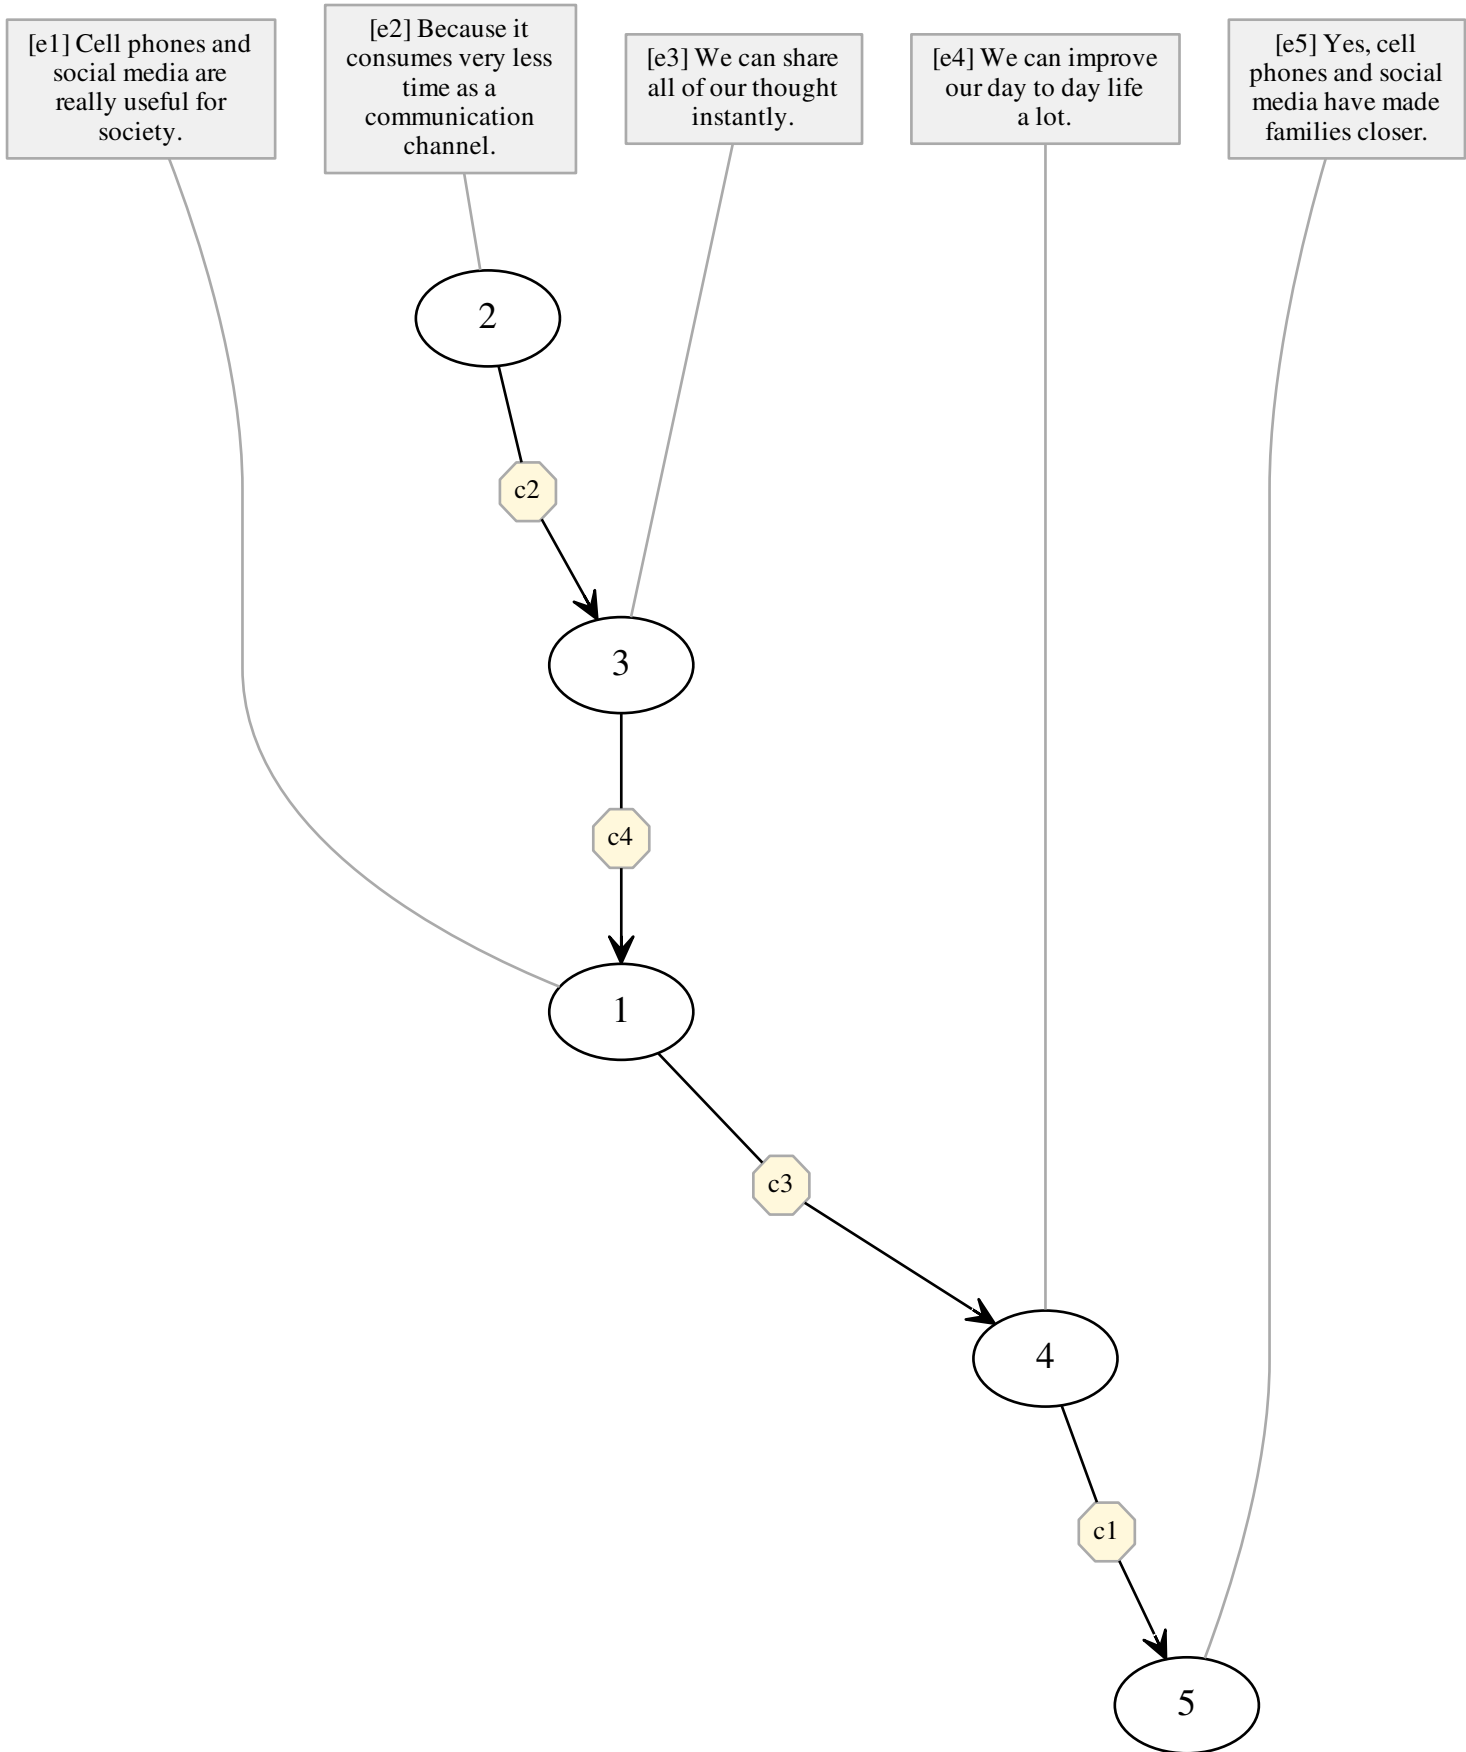 [e1] Cell phones and
social media are
really useful for
society.
[e2] Because it
consumes very less
time as a
communication
channel.
[e3] We can share
all of our thought
instantly.
[e4] We can improve
our day to day life
a lot.
[e5] Yes, cell
phones and social
media have made
families closer.
2
c2
3
c4
1
c3
4
c1
5